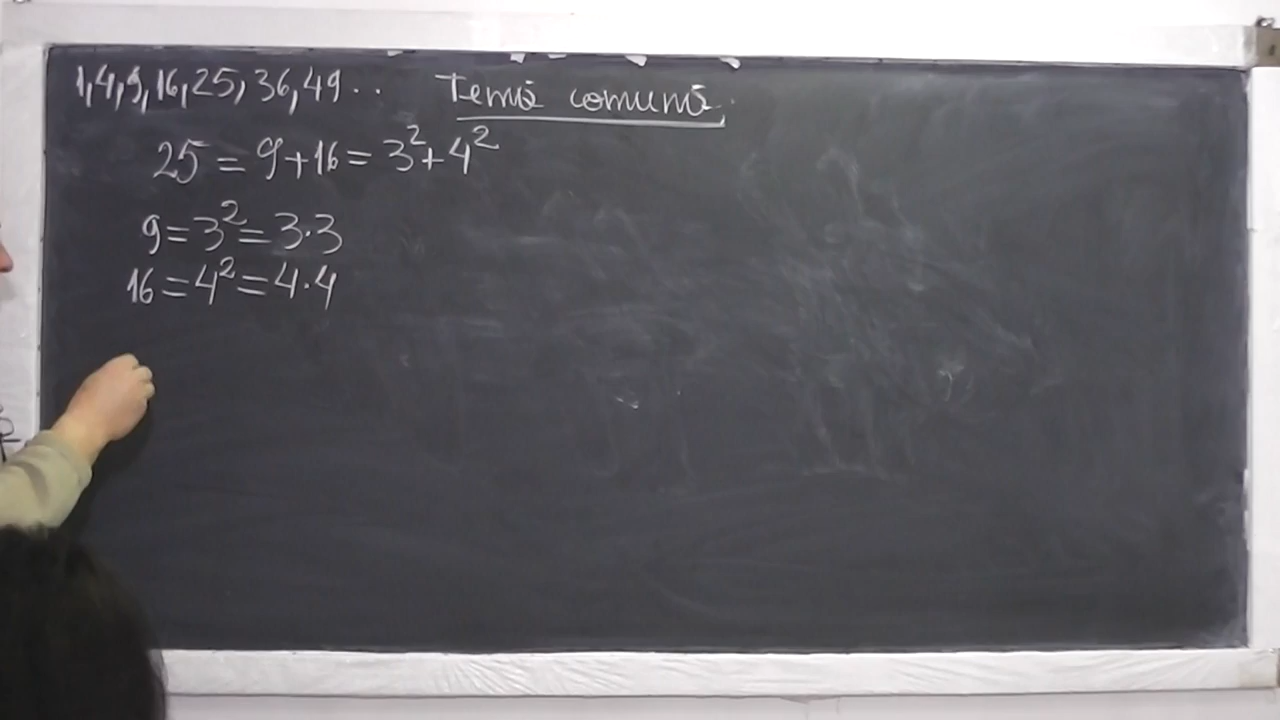 1,4,9,16,25,36,49.. Temă comună.
25=9+16=3²+4²
9=3²=3·3
16=4²=4·4